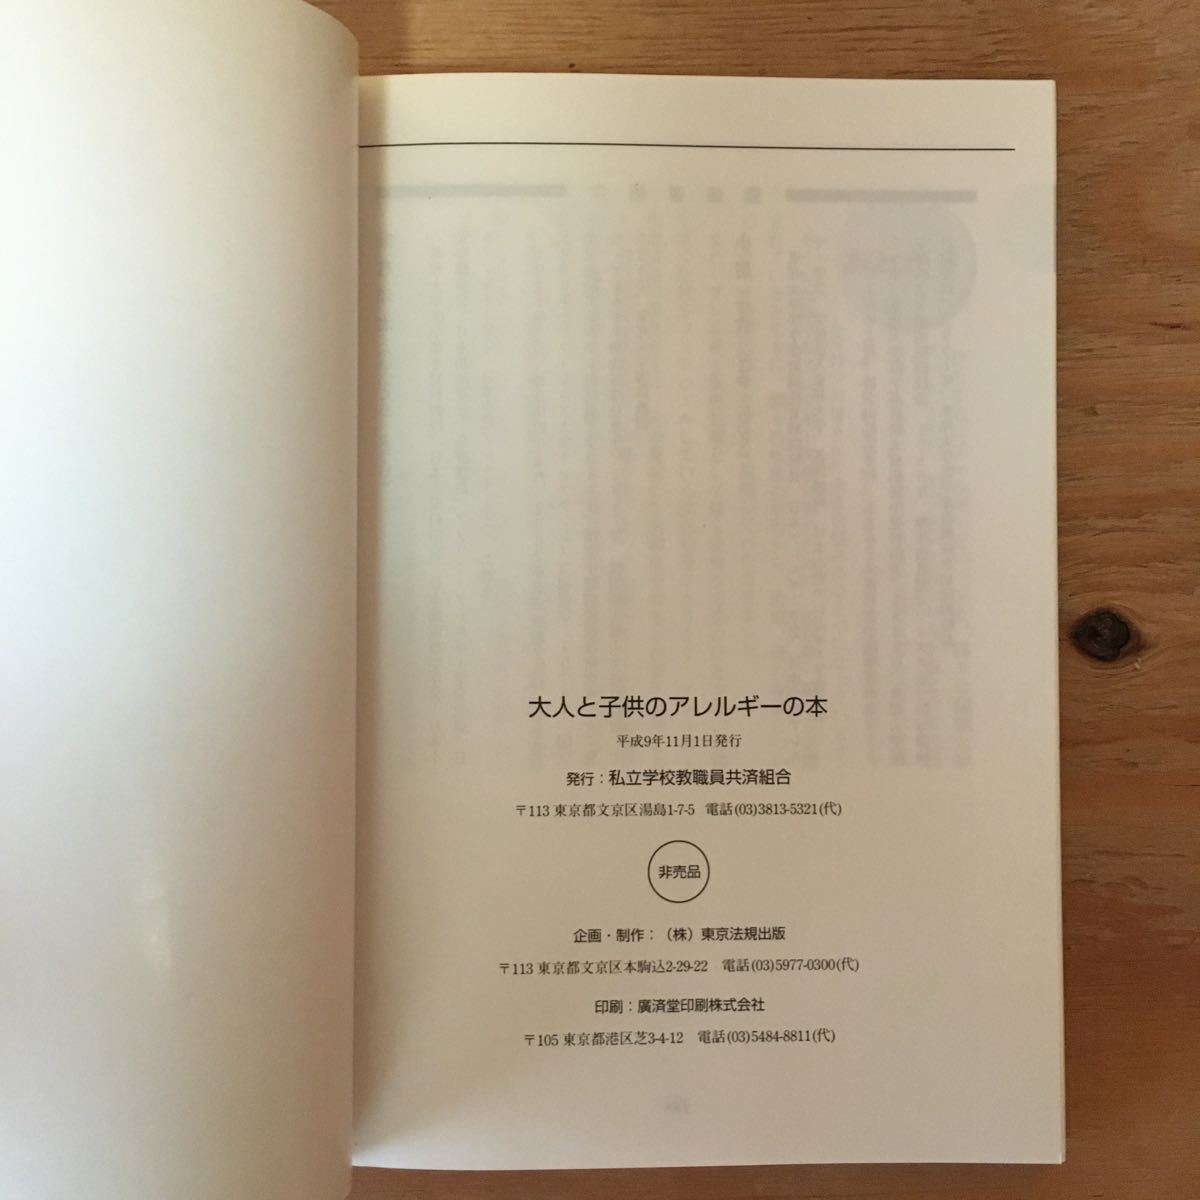 大人と子供のアレルギーの本
平成9年11月1日発行
発行：私立学校教職員共済組合
〒113 東京都文京区湯島1-7-5 電話(03)3813-5321(代)
非売品
企画・制作：（株）東京法規出版
〒113 東京都文京区本駒込2-29-22 電話(03)5977-0300(代)
印刷：廣済堂印刷株式会社
〒105 東京都港区芝3-4-12 電話(03)5484-8811(代)